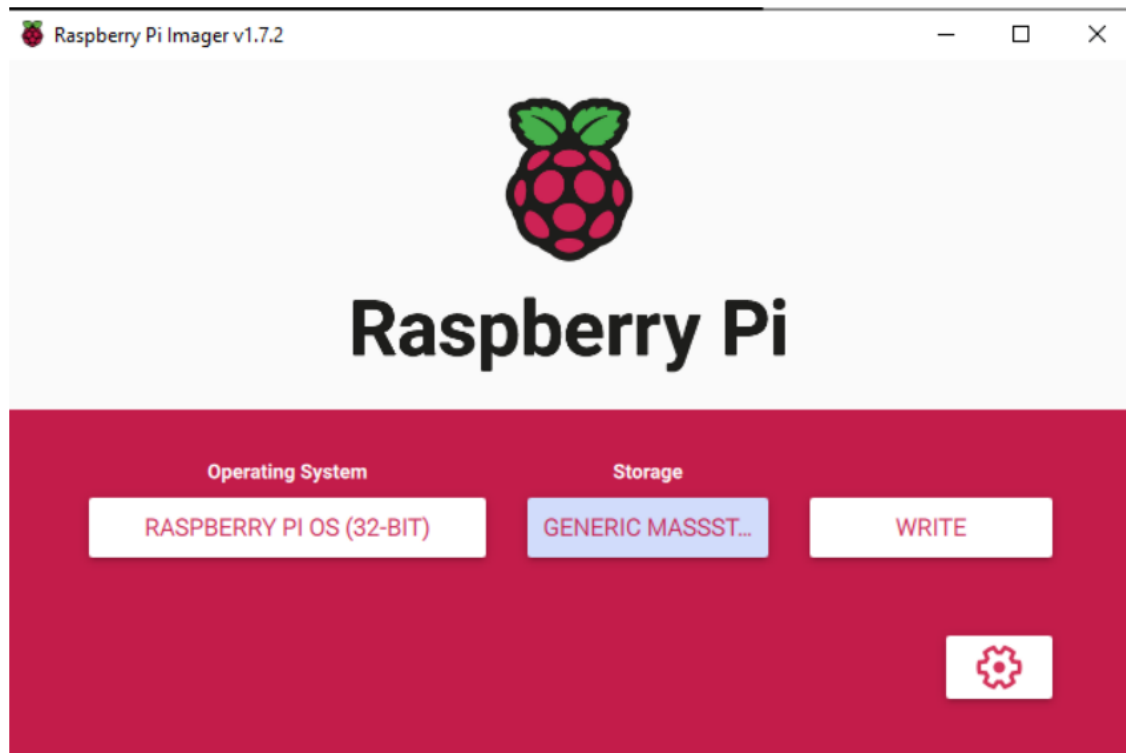 Raspberry Pi Imager v1.7.2
Raspberry Pi
Operating System
Storage
RASPBERRY PI OS (32-BIT)
GENERIC MASSST...
WRITE